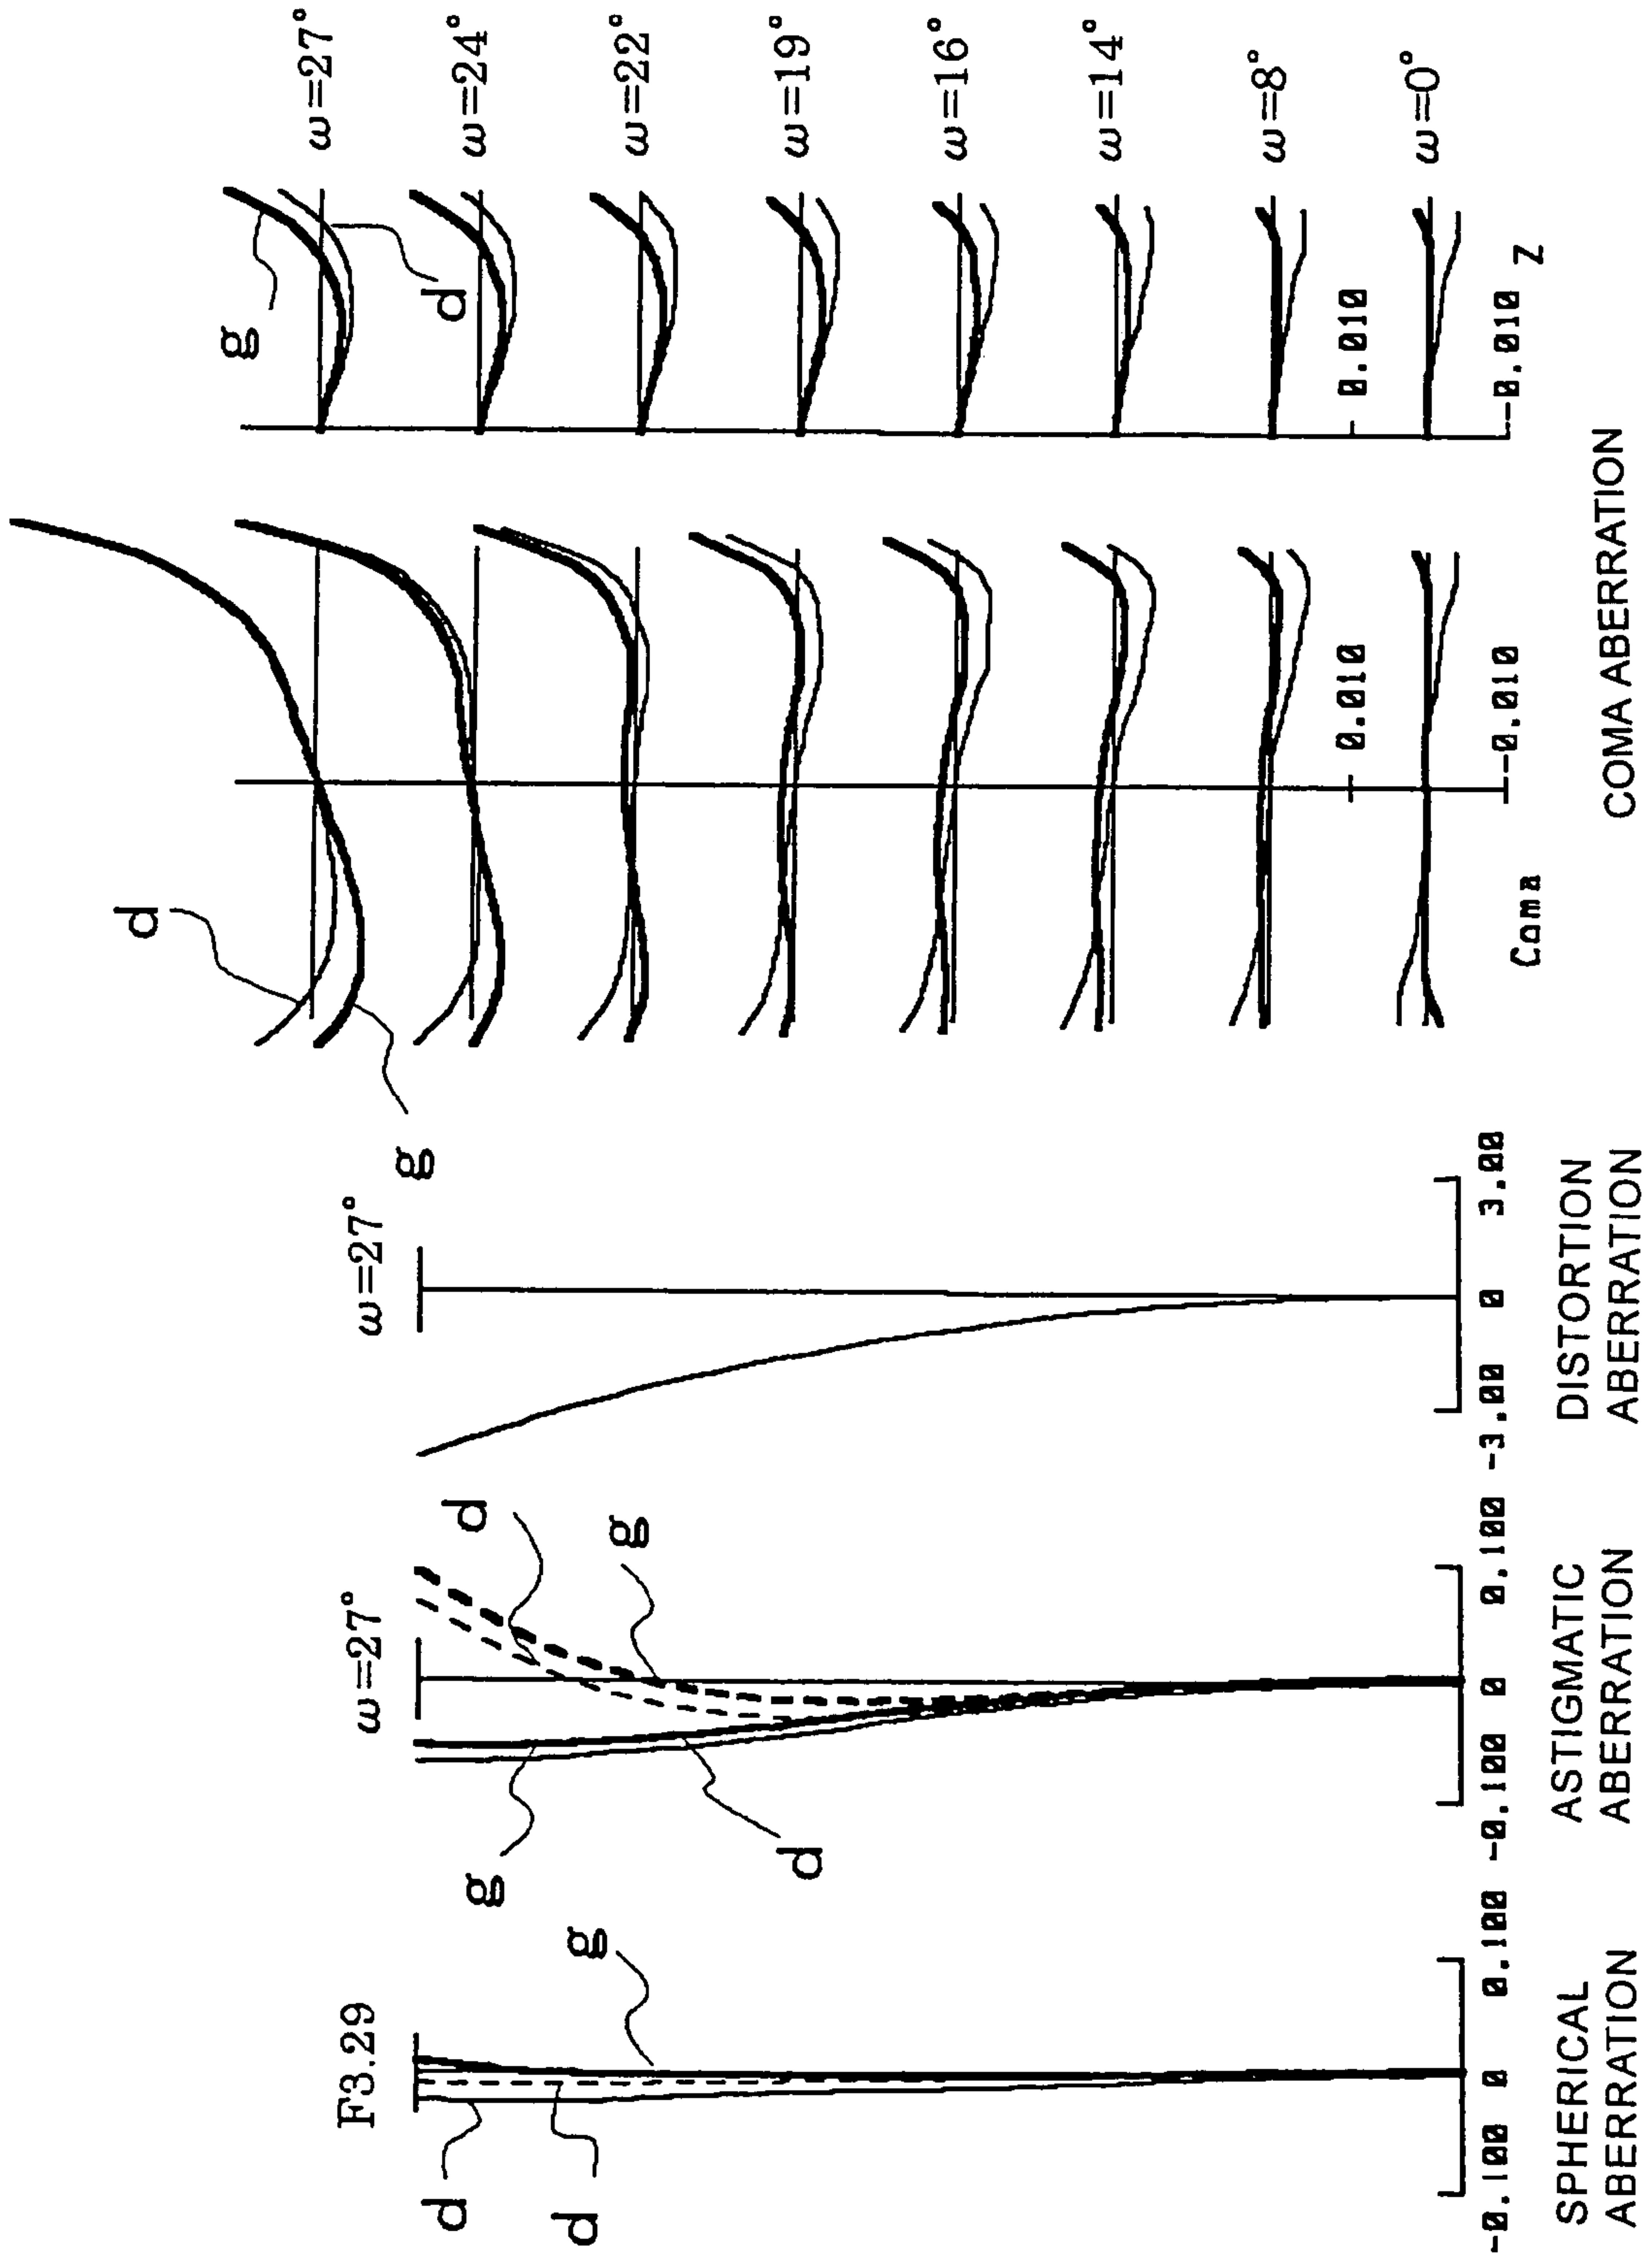 F3.29
d
d
g
-0.100 0 0.100
SPHERICAL
ABERRATION
ω=27°
g
d
d
g
-0.100 0 0.100
ASTIGMATIC
ABERRATION
ω=27°
-3.00 0 3.00
DISTORTION
ABERRATION
g
d
0.010
-0.010
Coma
g
d
ω=27°
ω=24°
ω=22°
ω=19°
ω=16°
ω=14°
ω=8°
ω=0°
0.010
-0.010
Z
COMA ABERRATION